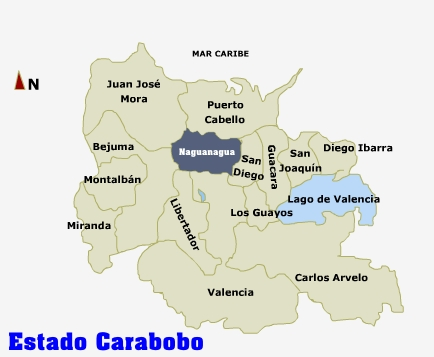 MAR CARIBE
N
Juan José
Mora
Puerto
Cabello
Naguanagua
Bejuma
San
Diego
Guacara
San
Joaquín
Diego Ibarra
Montalbán
Lago de Valencia
Miranda
Libertador
Los Guayos
Carlos Arvelo
Valencia
Estado Carabobo